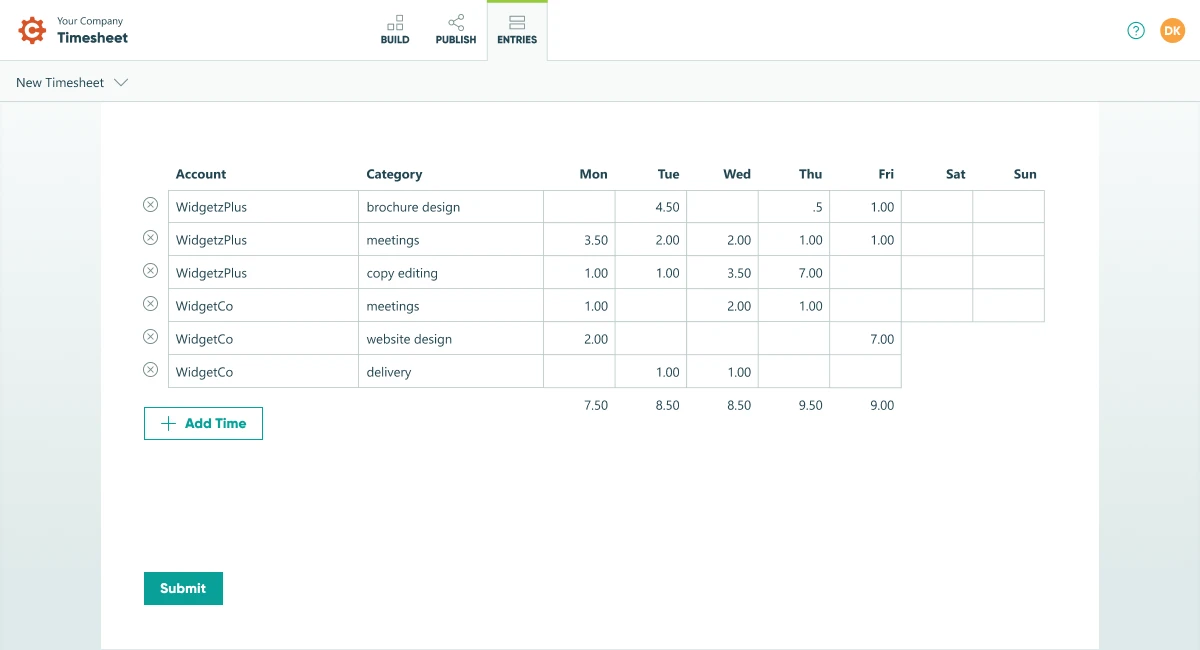 Your Company
Timesheet
BUILD PUBLISH ENTRIES
? DK
New Timesheet
Account Category Mon Tue Wed Thu Fri Sat Sun
WidgetzPlus brochure design 4.50 .5 1.00
WidgetzPlus meetings 3.50 2.00 2.00 1.00 1.00
WidgetzPlus copy editing 1.00 1.00 3.50 7.00
WidgetCo meetings 1.00 2.00 1.00
WidgetCo website design 2.00 7.00
WidgetCo delivery 1.00 1.00
7.50 8.50 8.50 9.50 9.00
Add Time
Submit